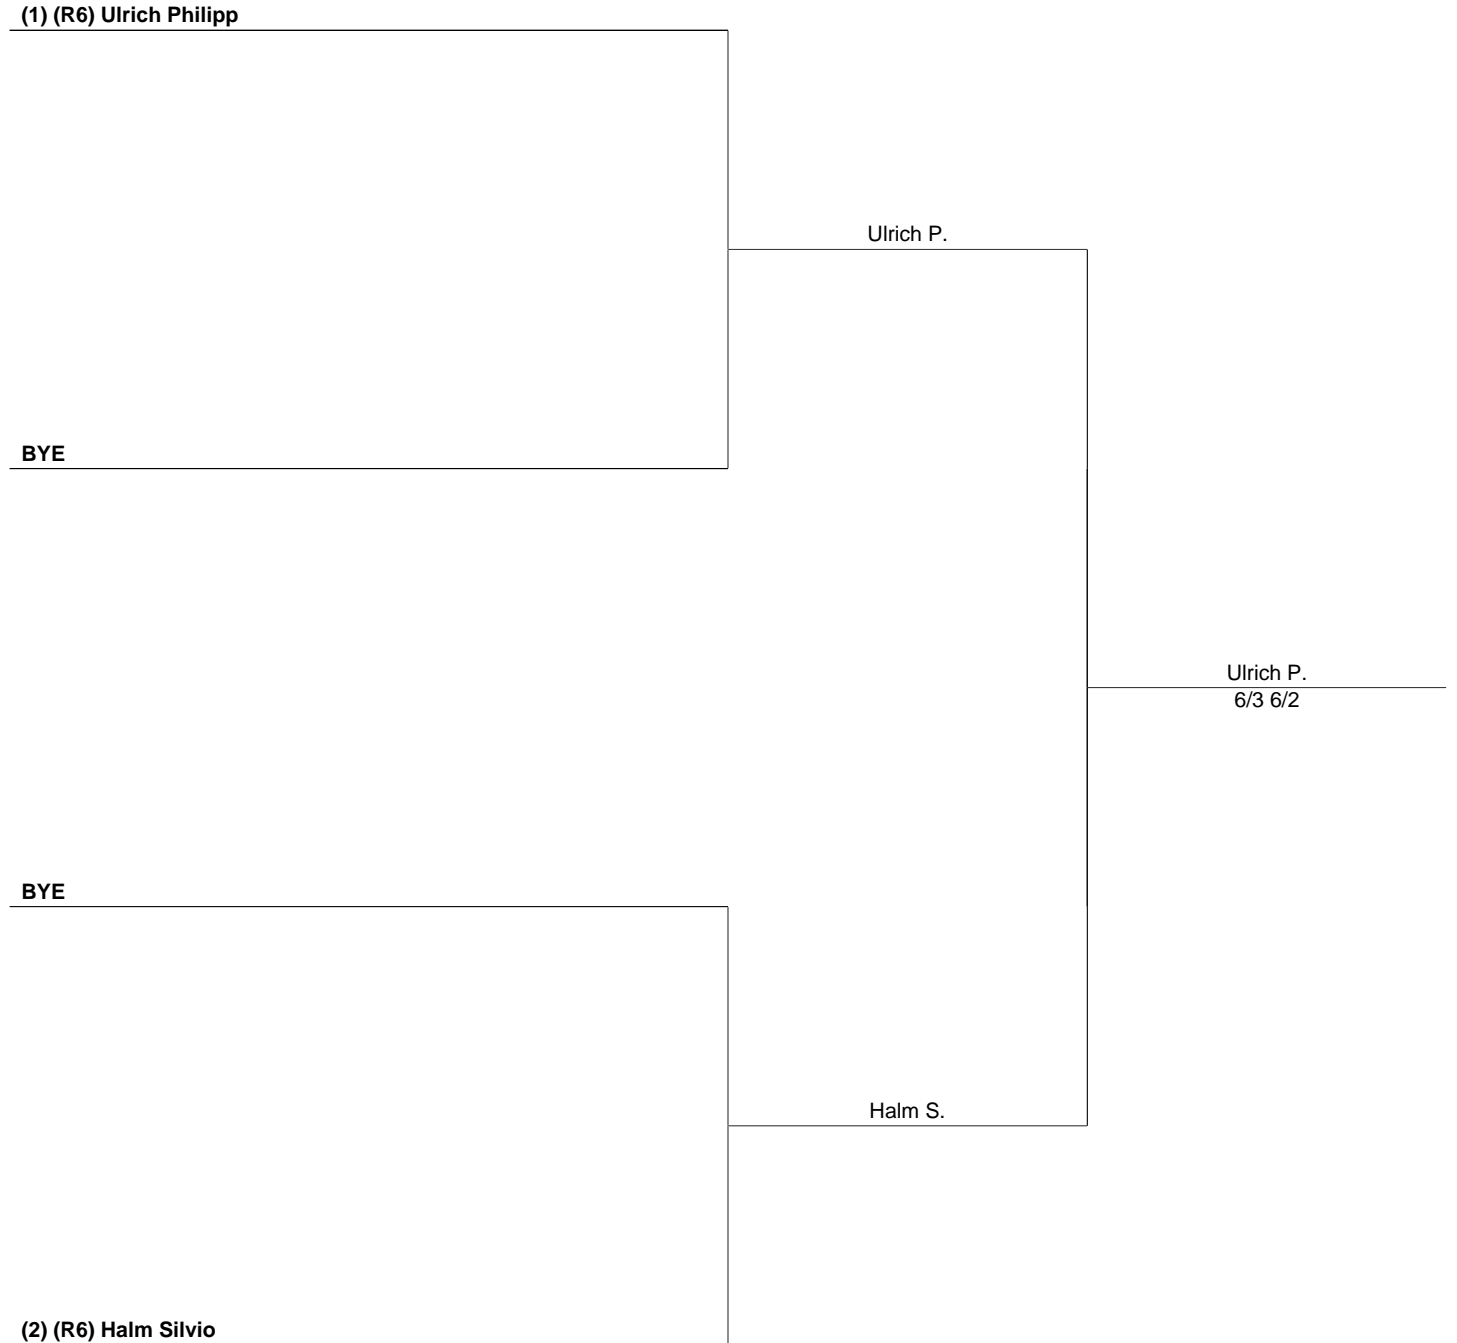 (1) (R6) Ulrich Philipp
Ulrich P.
BYE
Ulrich P.
6/3 6/2
BYE
Halm S.
(2) (R6) Halm Silvio